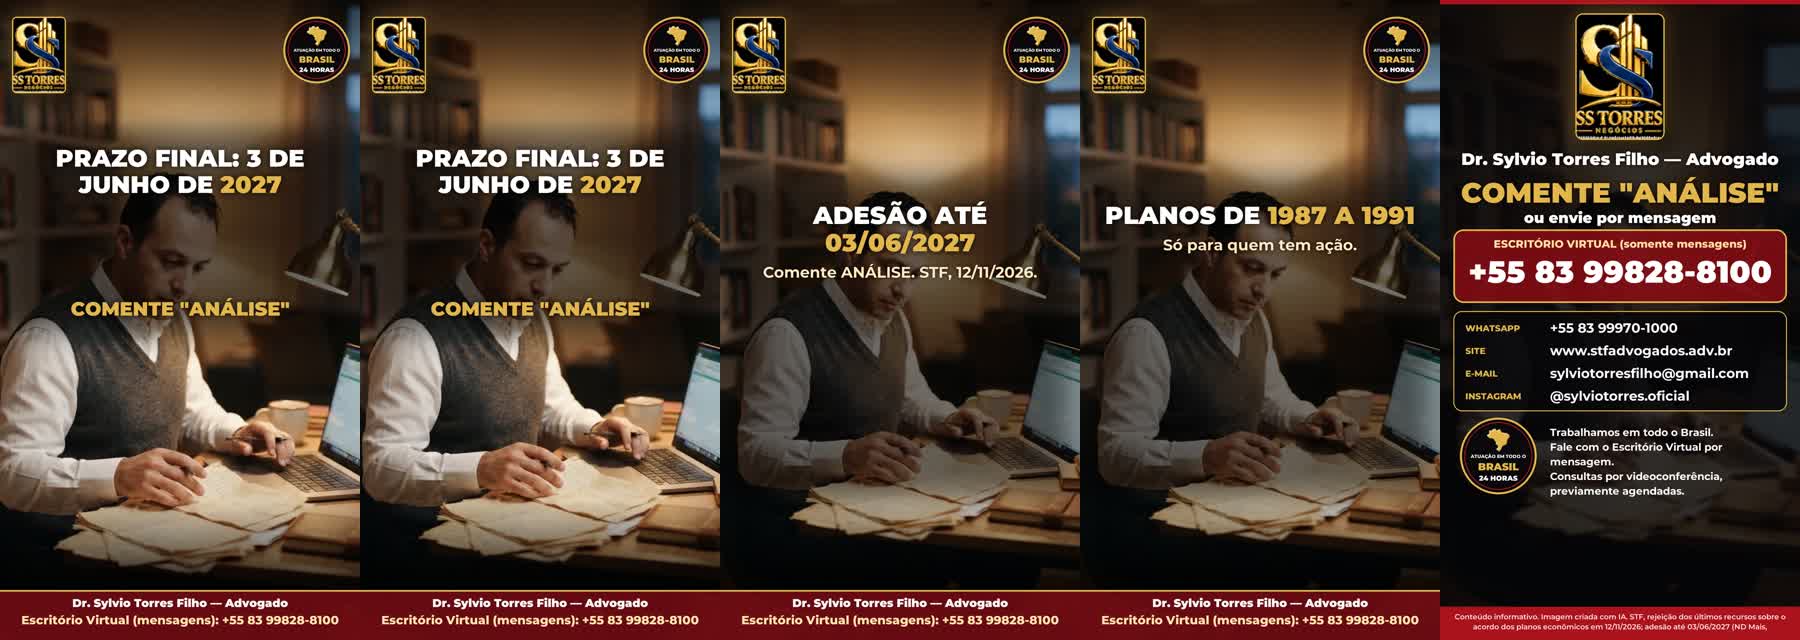 SS TORRES
NEGÓCIOS
ATUAÇÃO EM TODO O
BRASIL
24 HORAS
PRAZO FINAL: 3 DE
JUNHO DE 2027
COMENTE "ANÁLISE"
Dr. Sylvio Torres Filho — Advogado
Escritório Virtual (mensagens): +55 83 99828-8100
SS TORRES
NEGÓCIOS
ATUAÇÃO EM TODO O
BRASIL
24 HORAS
PRAZO FINAL: 3 DE
JUNHO DE 2027
COMENTE "ANÁLISE"
Dr. Sylvio Torres Filho — Advogado
Escritório Virtual (mensagens): +55 83 99828-8100
SS TORRES
NEGÓCIOS
ATUAÇÃO EM TODO O
BRASIL
24 HORAS
ADESÃO ATÉ
03/06/2027
Comente ANÁLISE. STF, 12/11/2026.
Dr. Sylvio Torres Filho — Advogado
Escritório Virtual (mensagens): +55 83 99828-8100
SS TORRES
NEGÓCIOS
ATUAÇÃO EM TODO O
BRASIL
24 HORAS
PLANOS DE 1987 A 1991
Só para quem tem ação.
Dr. Sylvio Torres Filho — Advogado
Escritório Virtual (mensagens): +55 83 99828-8100
SS TORRES
NEGÓCIOS
Dr. Sylvio Torres Filho — Advogado
COMENTE "ANÁLISE"
ou envie por mensagem
ESCRITÓRIO VIRTUAL (somente mensagens)
+55 83 99828-8100
WHATSAPP +55 83 99970-1000
SITE www.stfadvogados.adv.br
E-MAIL sylviotorresfilho@gmail.com
INSTAGRAM @sylviotorres.oficial
ATUAÇÃO EM TODO O
BRASIL
24 HORAS
Trabalhamos em todo o Brasil.
Fale com o Escritório Virtual por
mensagem.
Consultas por videoconferência,
previamente agendadas.
Conteúdo informativo. Imagem criada com IA. STF, rejeição dos últimos recursos sobre o
acordo dos planos econômicos em 12/11/2026; adesão até 03/06/2027 (ND Mais,